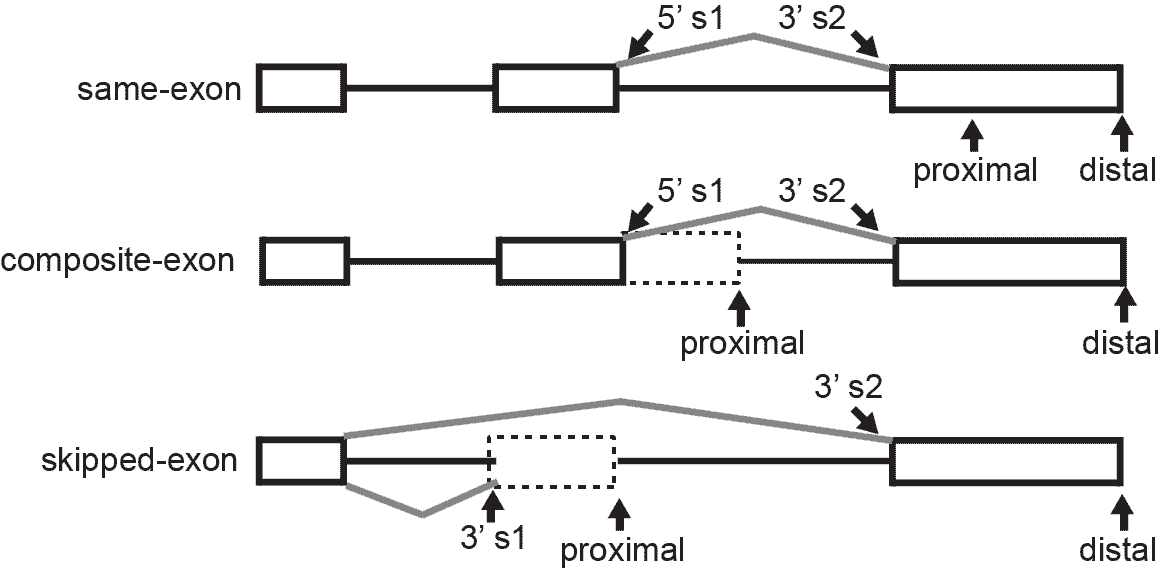 5’ s1 3’ s2
same-exon
proximal distal
5’ s1 3’ s2
composite-exon
proximal distal
3’ s2
skipped-exon
3’ s1 proximal distal